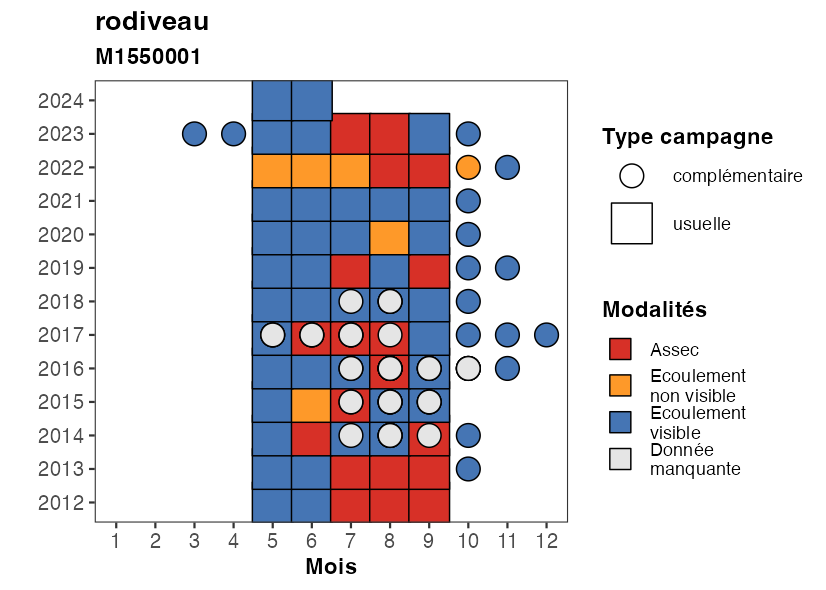 rodiveau
M1550001
2024
2023
2022
2021
2020
2019
2018
2017
2016
2015
2014
2013
2012
1 2 3 4 5 6 7 8 9 10 11 12
Mois
Type campagne
complémentaire
usuelle
Modalités
Assec
Ecoulement
non visible
Ecoulement
visible
Donnée
manquante